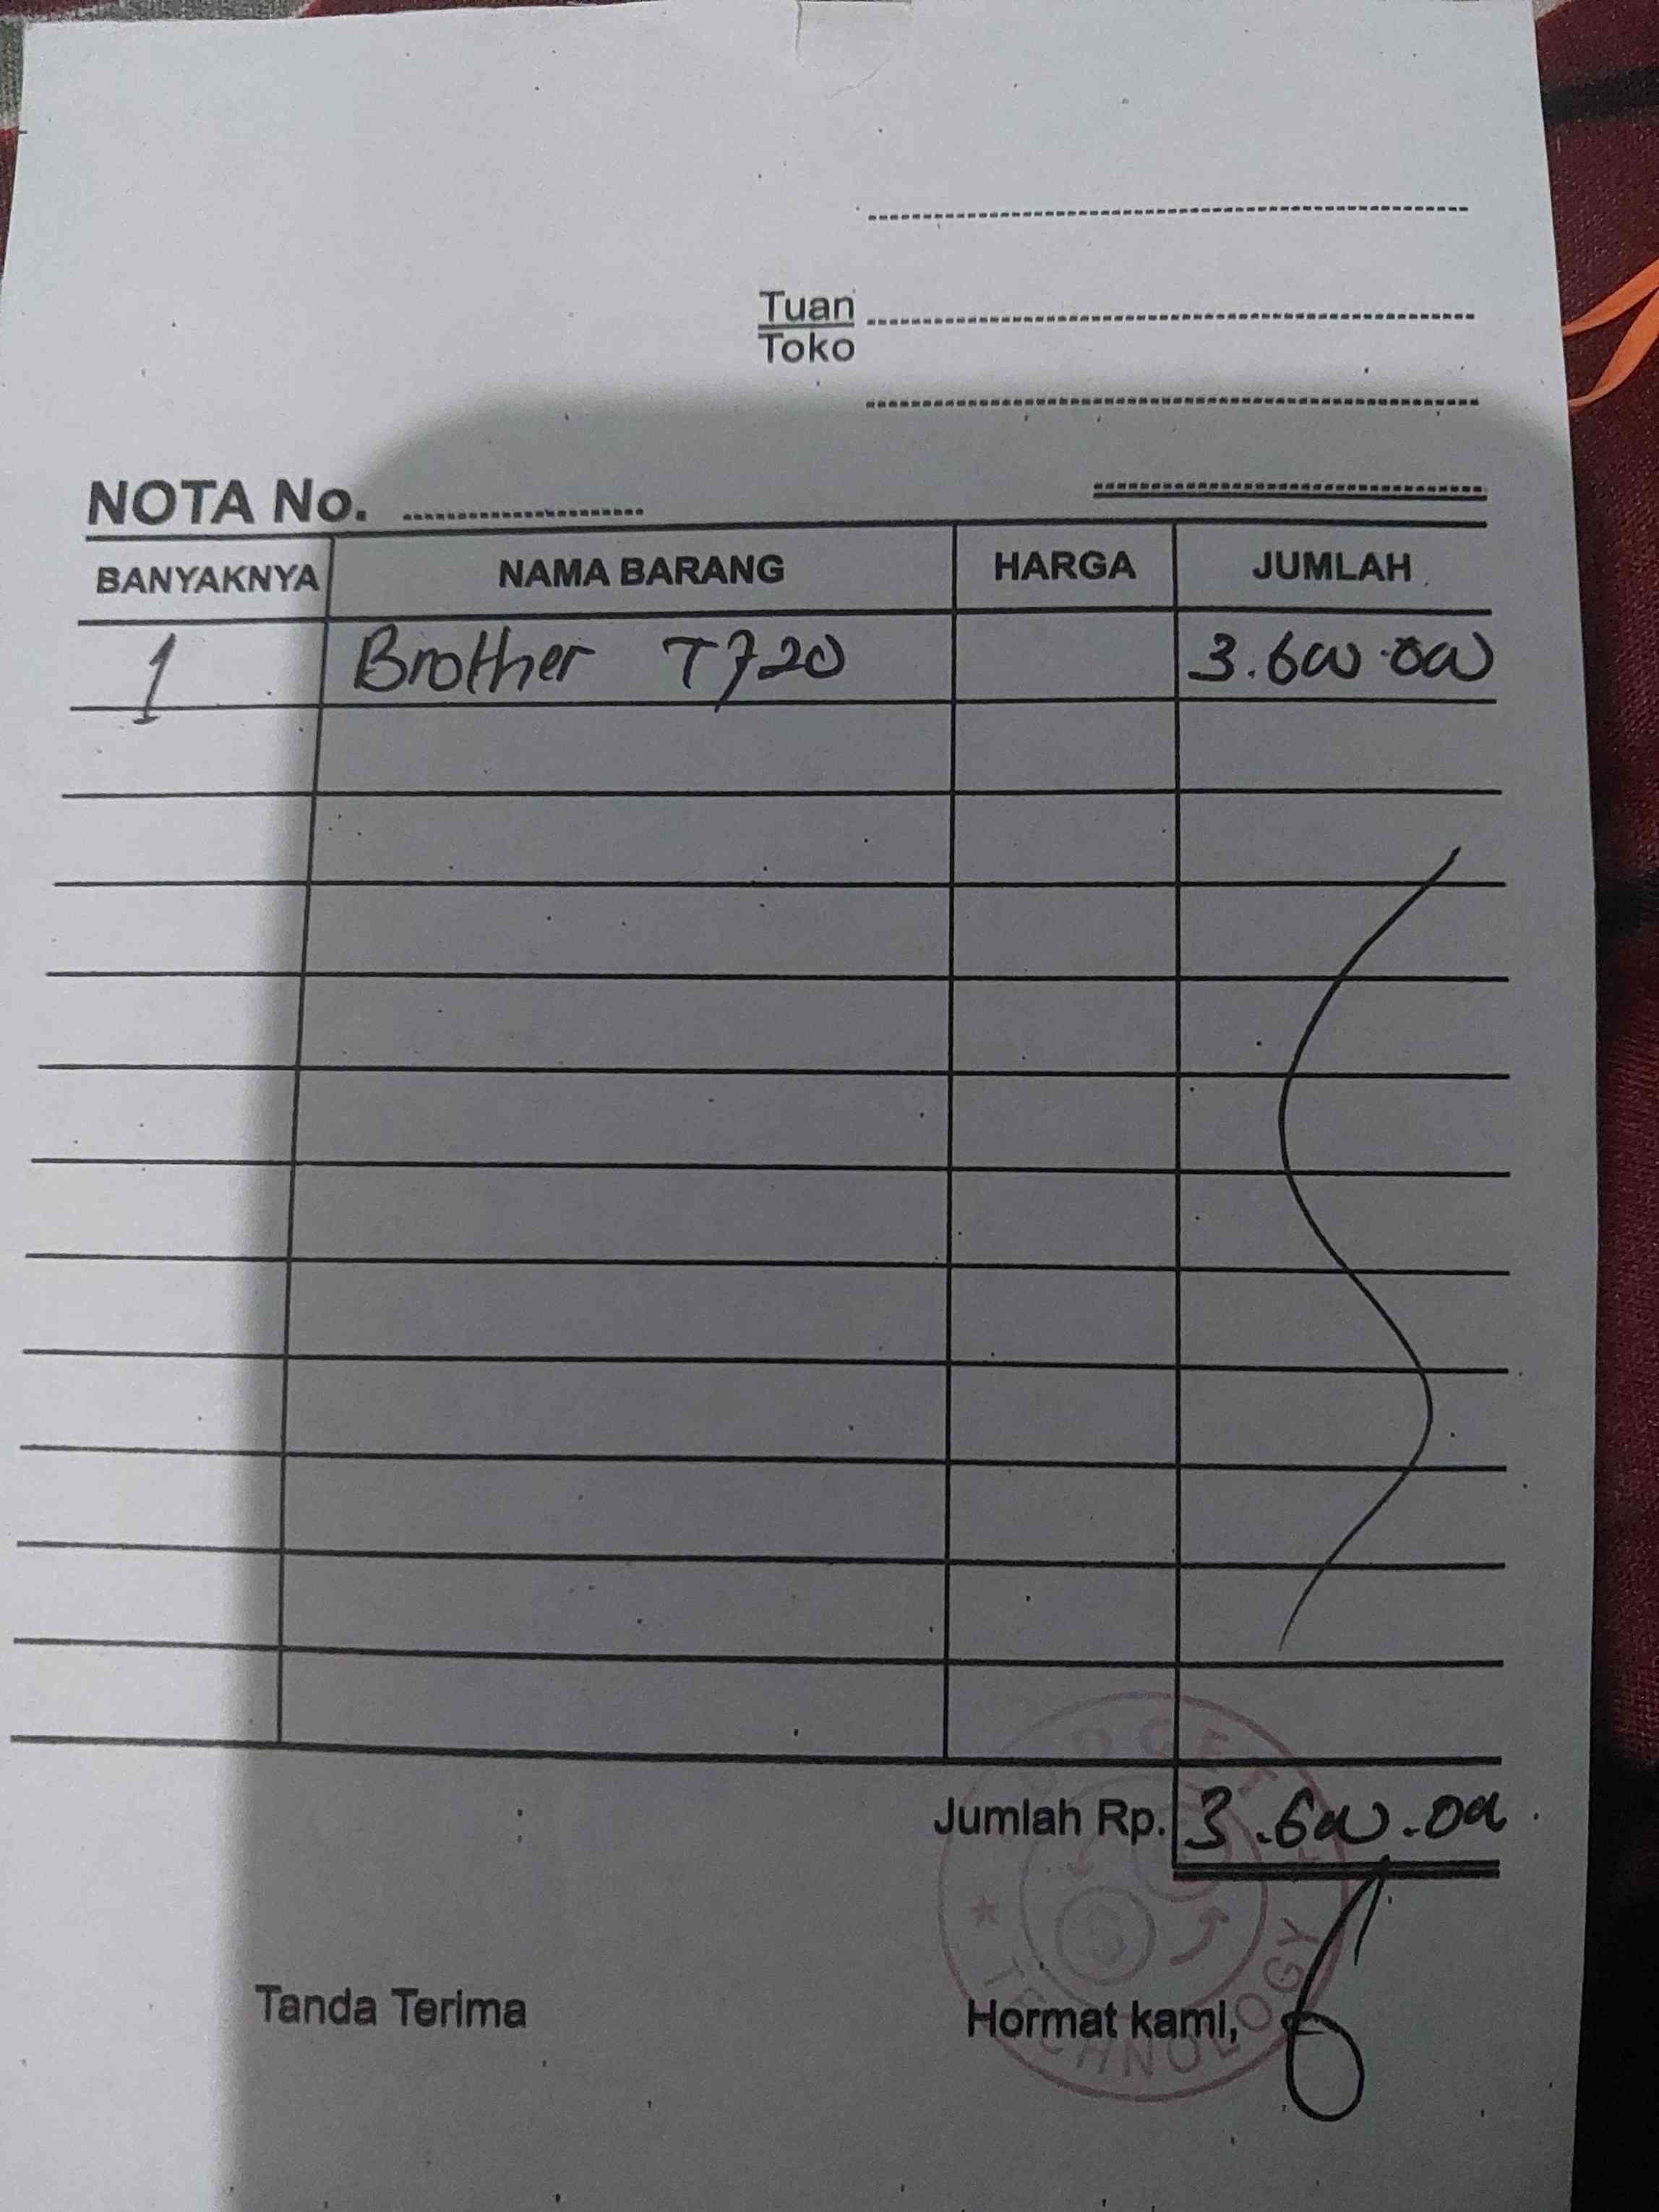 Tuan
Toko
NOTA No.
BANYAKNYA NAMA BARANG HARGA JUMLAH
1 Brother T720 3.600.000
Jumlah Rp. 3.600.000
Tanda Terima Hormat kami,
TECHNOLOGY